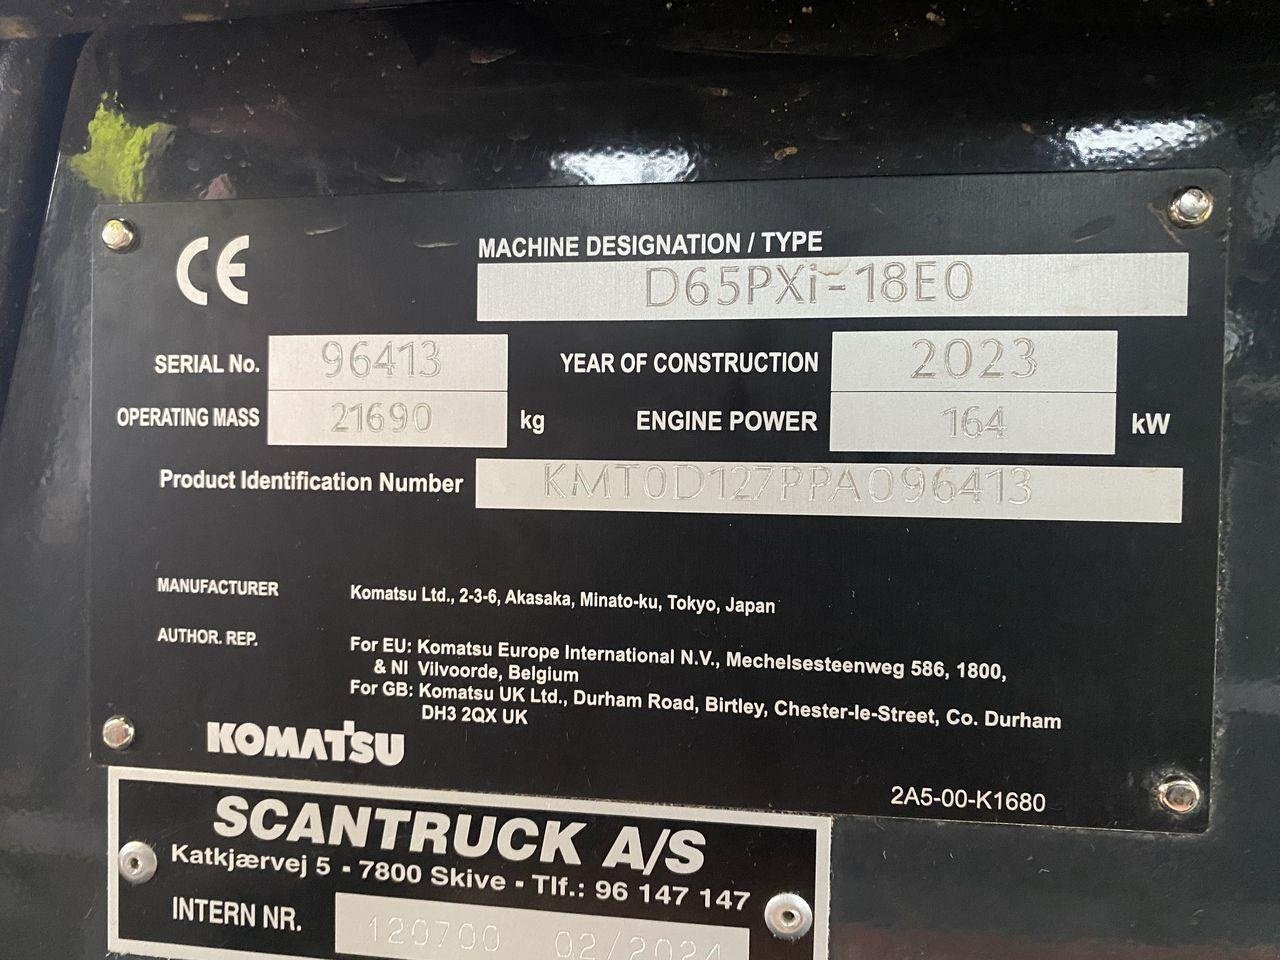 CE
MACHINE DESIGNATION / TYPE
D65PXi-18E0
SERIAL No. 96413 YEAR OF CONSTRUCTION 2023
OPERATING MASS 21690 kg ENGINE POWER 164 kW
Product Identification Number KMT0D127PPA096413
MANUFACTURER Komatsu Ltd., 2-3-6, Akasaka, Minato-ku, Tokyo, Japan
AUTHOR. REP. For EU: Komatsu Europe International N.V., Mechelsesteenweg 586, 1800,
& NI Vilvoorde, Belgium
For GB: Komatsu UK Ltd., Durham Road, Birtley, Chester-le-Street, Co. Durham
DH3 2QX UK
KOMATSU
2A5-00-K1680
SCANTRUCK A/S
Katkjærvej 5 - 7800 Skive - Tlf.: 96 147 147
INTERN NR. 120700 02/2024